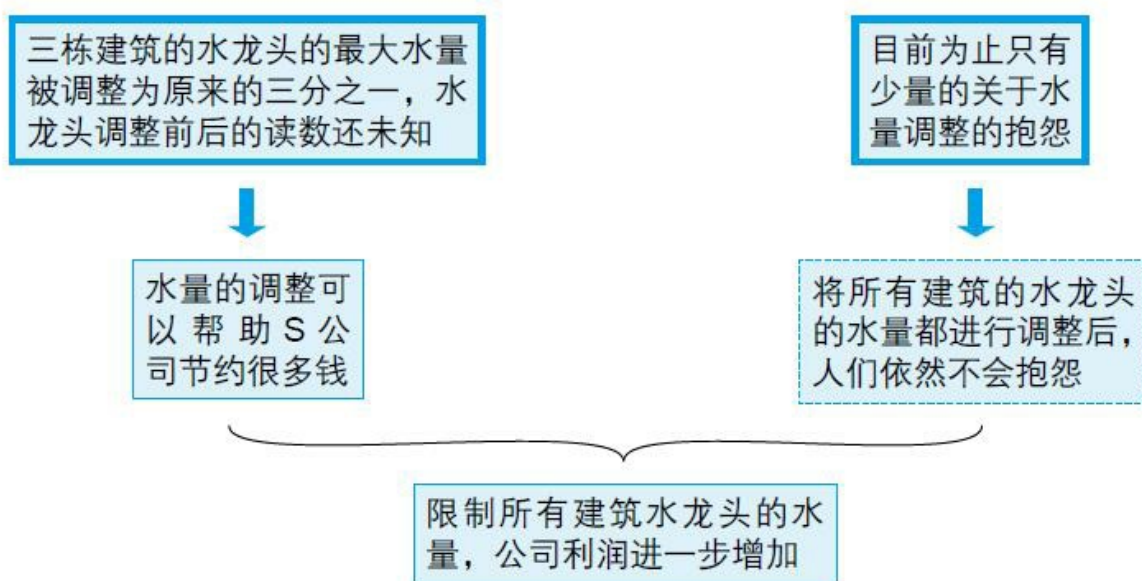 三栋建筑的水龙头的最大水量
被调整为原来的三分之一，水
龙头调整前后的读数还未知
目前为止只有
少量的关于水
量调整的抱怨
水量的调整可
以帮助S公
司节约很多钱
将所有建筑的水龙头
的水量都进行调整后，
人们依然不会抱怨
限制所有建筑水龙头的水
量，公司利润进一步增加